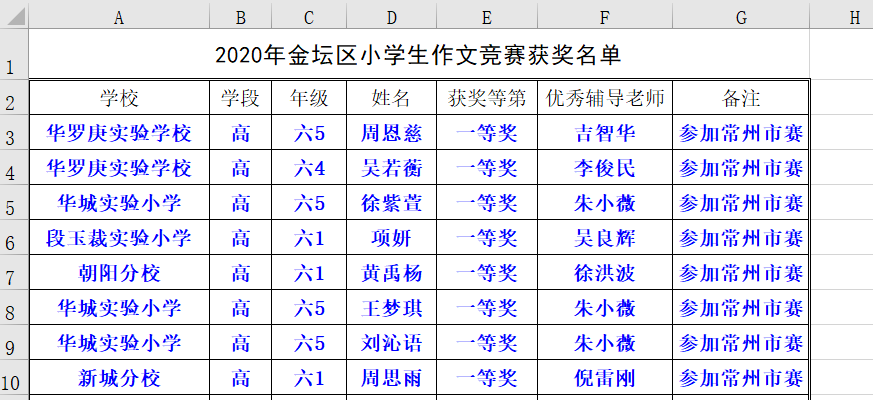 A B C D E F G H
1 2020年金坛区小学生作文竞赛获奖名单
2 学校 学段 年级 姓名 获奖等第 优秀辅导老师 备注
3 华罗庚实验学校 高 六5 周恩慈 一等奖 吉智华 参加常州市赛
4 华罗庚实验学校 高 六4 吴若蘅 一等奖 李俊民 参加常州市赛
5 华城实验小学 高 六5 徐紫萱 一等奖 朱小薇 参加常州市赛
6 段玉裁实验小学 高 六1 项妍 一等奖 吴良辉 参加常州市赛
7 朝阳分校 高 六1 黄禹杨 一等奖 徐洪波 参加常州市赛
8 华城实验小学 高 六5 王梦琪 一等奖 朱小薇 参加常州市赛
9 华城实验小学 高 六5 刘沁语 一等奖 朱小薇 参加常州市赛
10 新城分校 高 六1 周思雨 一等奖 倪雷刚 参加常州市赛